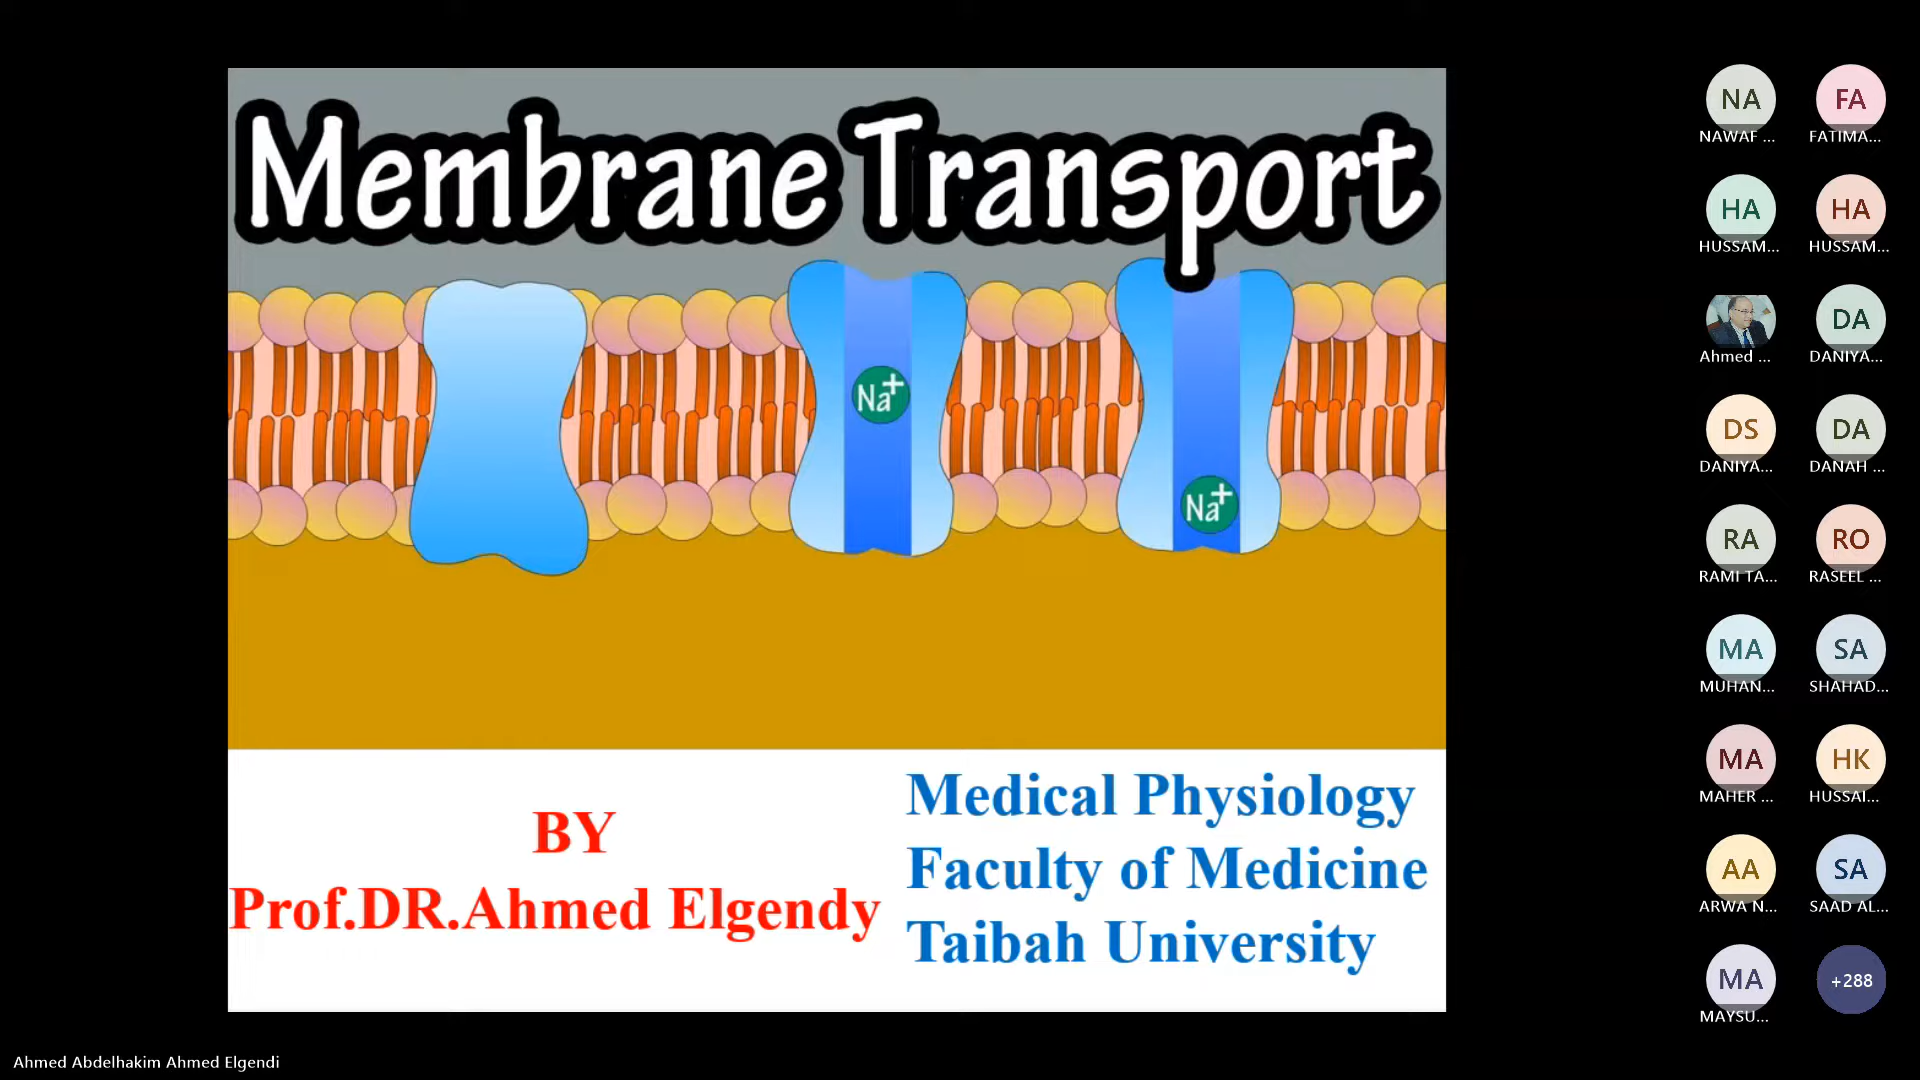 Membrane Transport
Na+
Na+
BY
Prof.DR.Ahmed Elgendy
Medical Physiology
Faculty of Medicine
Taibah University
NA
NAWAF ...
FA
FATIMA...
HA
HUSSAM...
HA
HUSSAM...
Ahmed ...
DA
DANIYA...
DS
DANIYA...
DA
DANAH ...
RA
RAMI TA...
RO
RASEEL ...
MA
MUHAN...
SA
SHAHAD...
MA
MAHER ...
HK
HUSSAI...
AA
ARWA N...
SA
SAAD AL...
MA
MAYSU...
+288
Ahmed Abdelhakim Ahmed Elgendi